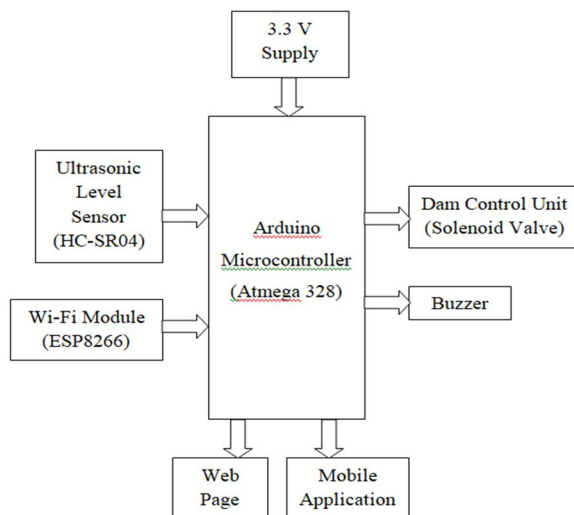 3.3 V
Supply
Ultrasonic
Level
Sensor
(HC-SR04)
Wi-Fi Module
(ESP8266)
Arduino
Microcontroller
(Atmega 328)
Dam Control Unit
(Solenoid Valve)
Buzzer
Web
Page
Mobile
Application